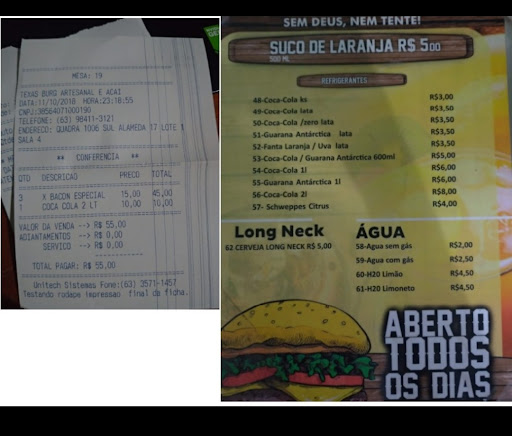 MESA: 19
TEXAS BURG ARTESANAL E ACAI
DATA:11/10/2018 HORA:23:16:55
CNPJ:38564071000190
TELEFONE: (63) 98411-3121
ENDERECO: QUADRA 1006 SUL ALAMEDA 17 LOTE 1
SALA 4
** CONFERENCIA **
QTD DESCRICAO PRECO TOTAL
3 X BACON ESPECIAL 15,00 45,00
1 COCA COLA 2 LT 10,00 10,00
VALOR DA VENDA --> R$ 55,00
ADIANTAMENTOS --> R$ 0,00
SERVICO --> R$ 0,00
TOTAL PAGAR: R$ 55,00
Unitech Sistemas Fone:(63) 3571-1457
Testando rodape impressao final da ficha.
SEM DEUS, NEM TENTE!
SUCO DE LARANJA R$ 5,00
500 ML
REFRIGERANTES
48-Coca-Cola ks R$3,00
49-Coca-Cola lata R$3,50
50-Coca-Cola /zero lata R$3,50
51-Guarana Antárctica lata R$3,50
52-Fanta Laranja / Uva lata R$3,50
53-Coca-Cola / Guarana Antárctica 600ml R$5,00
54-Coca-Cola 1l R$6,00
55-Guarana Antárctica 1l R$6,00
56-Coca-Cola 2l R$8,00
57- Schweppes Citrus R$4,00
Long Neck
62.CERVEJA LONG NECK R$ 5,00
ÁGUA
58-Agua sem gás R$2,00
59-Agua com gás R$2,50
60-H20 Limão R$4,50
61-H20 Limoneto R$4,50
ABERTO
TODOS
OS DIAS